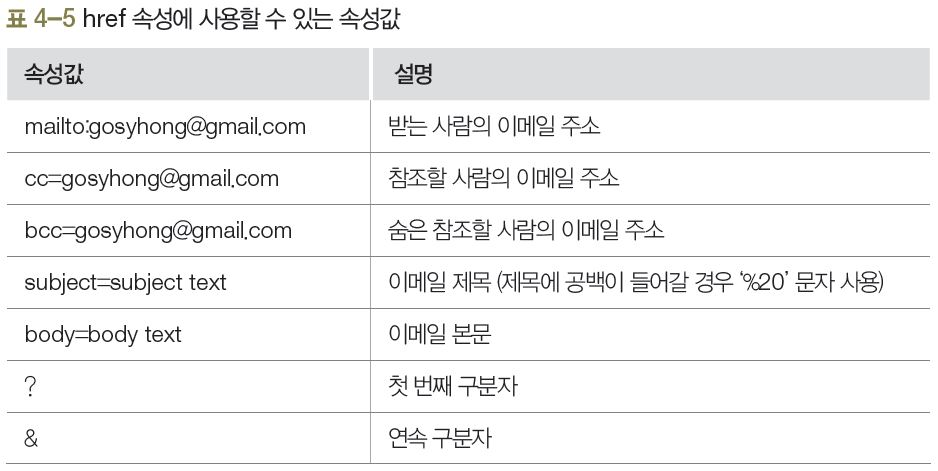 표 4-5 href 속성에 사용할 수 있는 속성값
속성값 설명
mailto:gosyhong@gmail.com 받는 사람의 이메일 주소
cc=gosyhong@gmail.com 참조할 사람의 이메일 주소
bcc=gosyhong@gmail.com 숨은 참조할 사람의 이메일 주소
subject=subject text 이메일 제목 (제목에 공백이 들어갈 경우 ‘%20’ 문자 사용)
body=body text 이메일 본문
? 첫 번째 구분자
& 연속 구분자